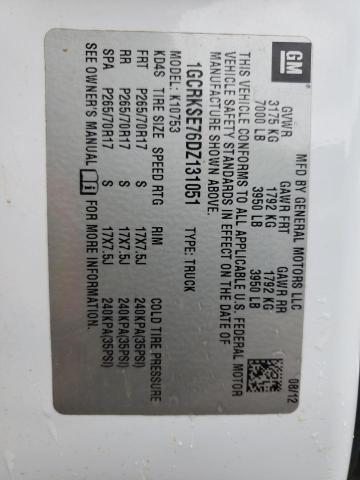 GM
MFD BY GENERAL MOTORS LLC
08/12
GVWR GAWR FRT GAWR RR
3175 KG 1792 KG 1792 KG
7000 LB 3950 LB 3950 LB
THIS VEHICLE CONFORMS TO ALL APPLICABLE U.S. FEDERAL MOTOR
VEHICLE SAFETY STANDARDS IN EFFECT ON THE DATE OF
MANUFACTURE SHOWN ABOVE.
1GCRKSE76DZ131061 TYPE: TRUCK
MODEL: K10753
KD4S TIRE SIZE SPEED RTG RIM COLD TIRE PRESSURE
FRT P265/70R17 S 17X7.5J 240KPA(35PSI)
RR P265/70R17 S 17X7.5J 240KPA(35PSI)
SPA P265/70R17 S 17X7.5J 240KPA(35PSI)
SEE OWNER'S MANUAL FOR MORE INFORMATION.